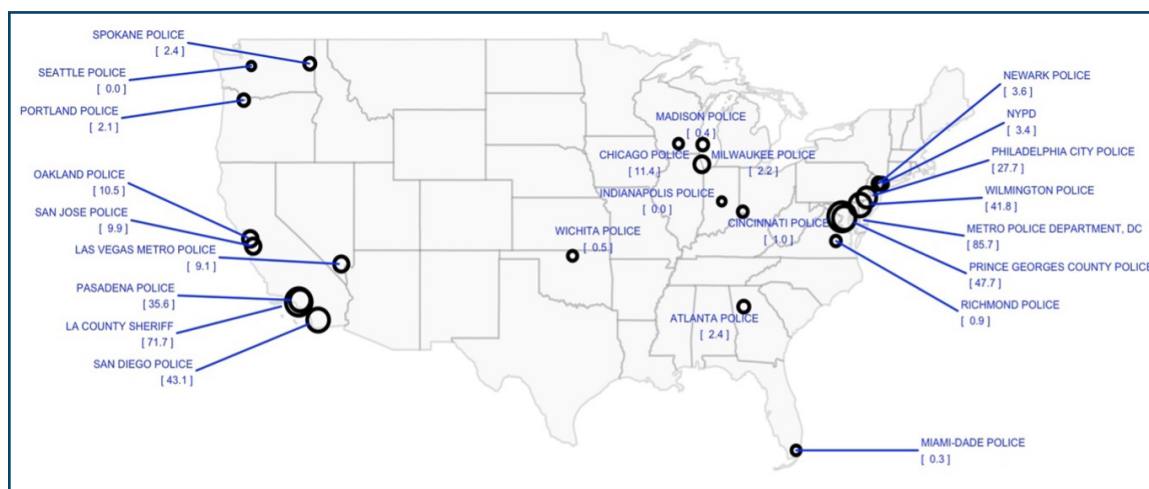 SPOKANE POLICE
[ 2.4 ]
SEATTLE POLICE
[ 0.0 ]
PORTLAND POLICE
[ 2.1 ]
OAKLAND POLICE
[ 10.5 ]
SAN JOSE POLICE
[ 9.9 ]
LAS VEGAS METRO POLICE
[ 9.1 ]
PASADENA POLICE
[ 35.6 ]
LA COUNTY SHERIFF
[ 71.7 ]
SAN DIEGO POLICE
[ 43.1 ]
MADISON POLICE
[ 0.4 ]
CHICAGO POLICE
[ 11.4 ]
MILWAUKEE POLICE
[ 2.2 ]
INDIANAPOLIS POLICE
[ 0.0 ]
CINCINNATI POLICE
[ 1.0 ]
WICHITA POLICE
[ 0.5 ]
ATLANTA POLICE
[ 2.4 ]
NEWARK POLICE
[ 3.6 ]
NYPD
[ 3.4 ]
PHILADELPHIA CITY POLICE
[ 27.7 ]
WILMINGTON POLICE
[ 41.8 ]
METRO POLICE DEPARTMENT, DC
[ 85.7 ]
PRINCE GEORGES COUNTY POLICE
[ 47.7 ]
RICHMOND POLICE
[ 0.9 ]
MIAMI-DADE POLICE
[ 0.3 ]